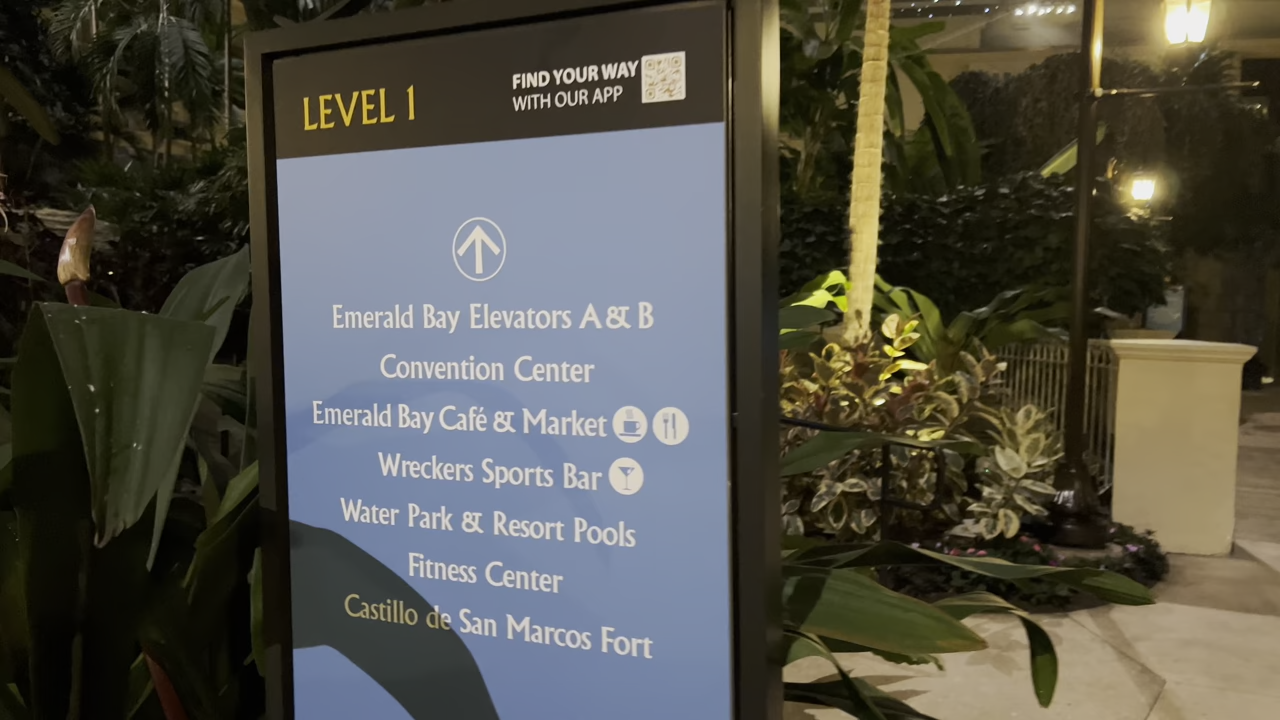 LEVEL 1
FIND YOUR WAY
WITH OUR APP
Emerald Bay Elevators A & B
Convention Center
Emerald Bay Café & Market
Wreckers Sports Bar
Water Park & Resort Pools
Fitness Center
Castillo de San Marcos Fort